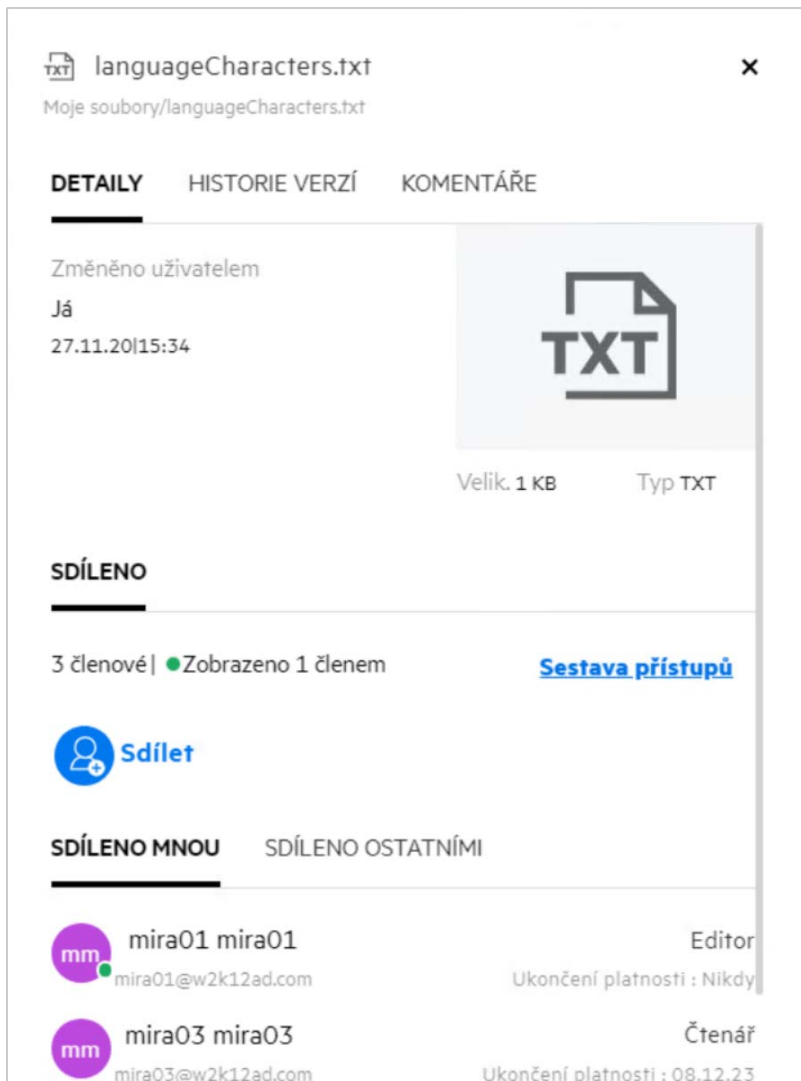 TXT languageCharacters.txt
Moje soubory/languageCharacters.txt
DETAILY HISTORIE VERZÍ KOMENTÁŘE
Změněno uživatelem
Já
27.11.20|15:34
TXT
Velik. 1 KB Typ TXT
SDÍLENO
3 členové| Zobrazeno 1 členem Sestava přístupů
Sdílet
SDÍLENO MNOU SDÍLENO OSTATNÍMI
mm mira01 mira01 Editor
mira01@w2k12ad.com Ukončení platnosti : Nikdy
mm mira03 mira03 Čtenář
mira03@w2k12ad.com Ukončení platnosti : 08.12.23